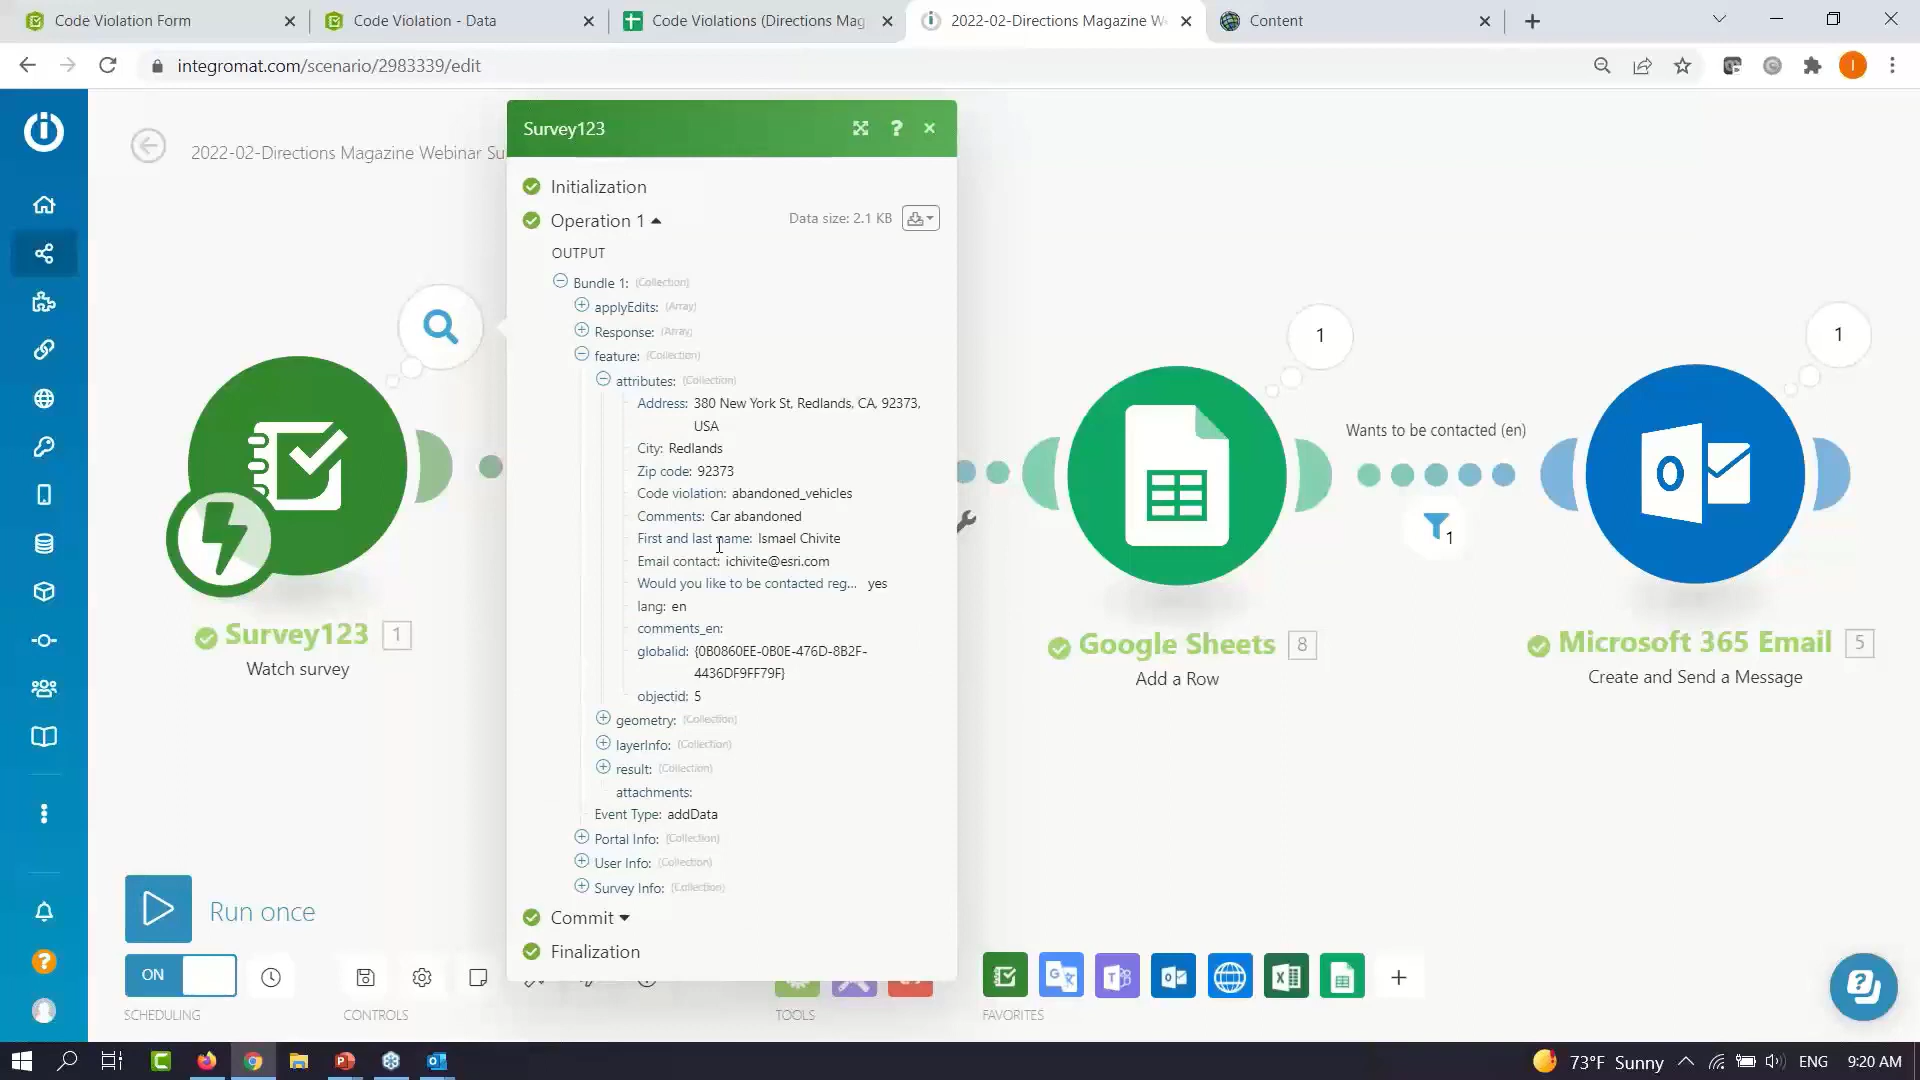 Code Violation Form
Code Violation - Data
Code Violations (Directions Mag
2022-02-Directions Magazine W
Content
integromat.com/scenario/2983339/edit
I
2022-02-Directions Magazine Webinar Su
Survey123
?
Initialization
Operation 1
Data size: 2.1 KB
OUTPUT
Bundle 1: (Collection)
applyEdits: (Array)
Response: (Array)
feature: (Collection)
attributes: (Collection)
Address: 380 New York St, Redlands, CA, 92373,
USA
City: Redlands
Zip code: 92373
Code violation: abandoned_vehicles
Comments: Car abandoned
First and last name: Ismael Chivite
Email contact: ichivite@esri.com
Would you like to be contacted reg... yes
lang: en
comments_en:
globalid: {0B0860EE-0B0E-476D-8B2F-
4436DF9FF79F}
objectid: 5
geometry: (Collection)
layerInfo: (Collection)
result: (Collection)
attachments:
Event Type: addData
Portal Info: (Collection)
User Info: (Collection)
Survey Info: (Collection)
Commit
Finalization
Survey123 1
Watch survey
1
Google Sheets 8
Add a Row
Wants to be contacted (en)
1
1
Microsoft 365 Email 5
Create and Send a Message
Run once
ON
SCHEDULING
CONTROLS
TOOLS
FAVORITES
73°F Sunny
ENG
9:20 AM